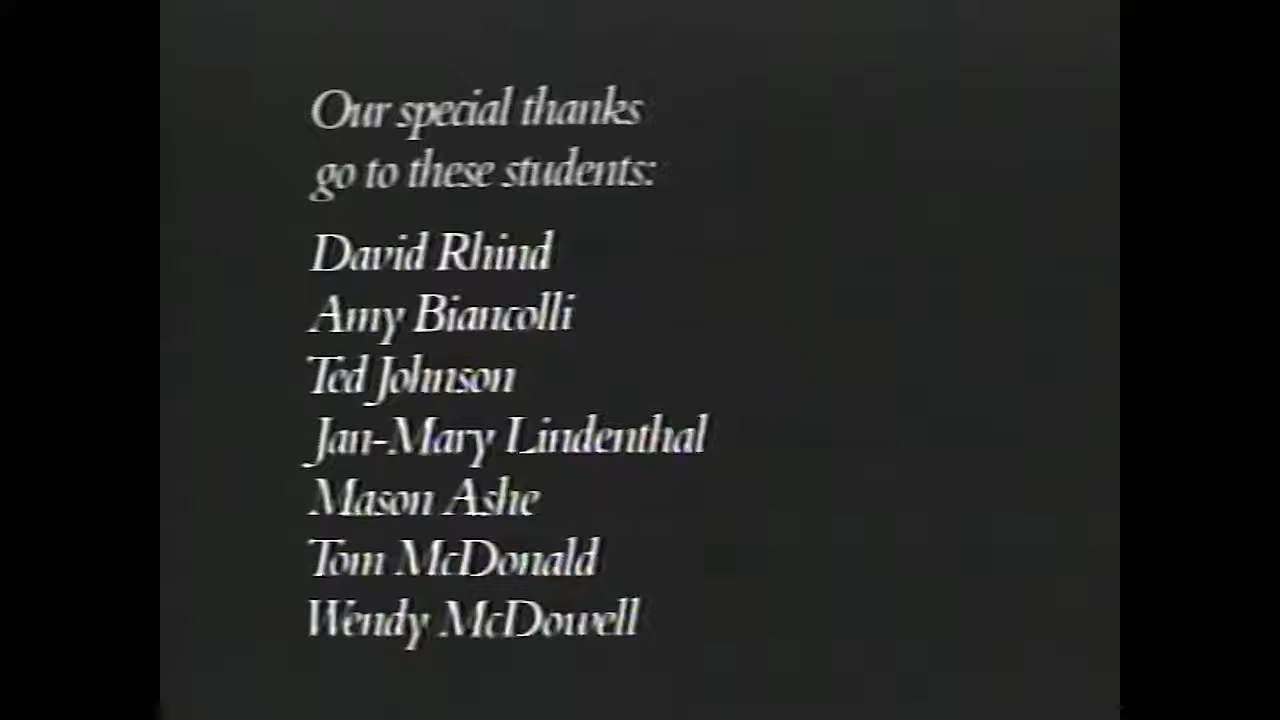 Our special thanks
go to these students:
David Rhind
Amy Biancolli
Ted Johnson
Jan-Mary Lindenthal
Mason Ashe
Tom McDonald
Wendy McDowell